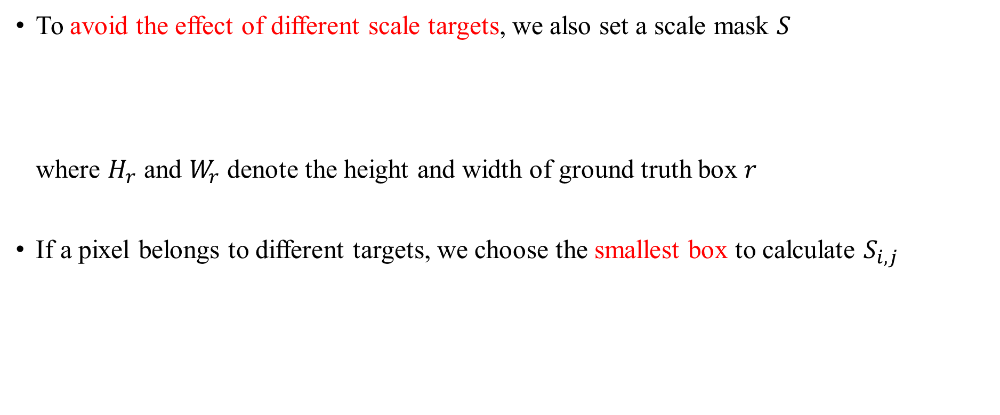 • To avoid the effect of different scale targets, we also set a scale mask S
where H_r and W_r denote the height and width of ground truth box r
• If a pixel belongs to different targets, we choose the smallest box to calculate S_{i,j}